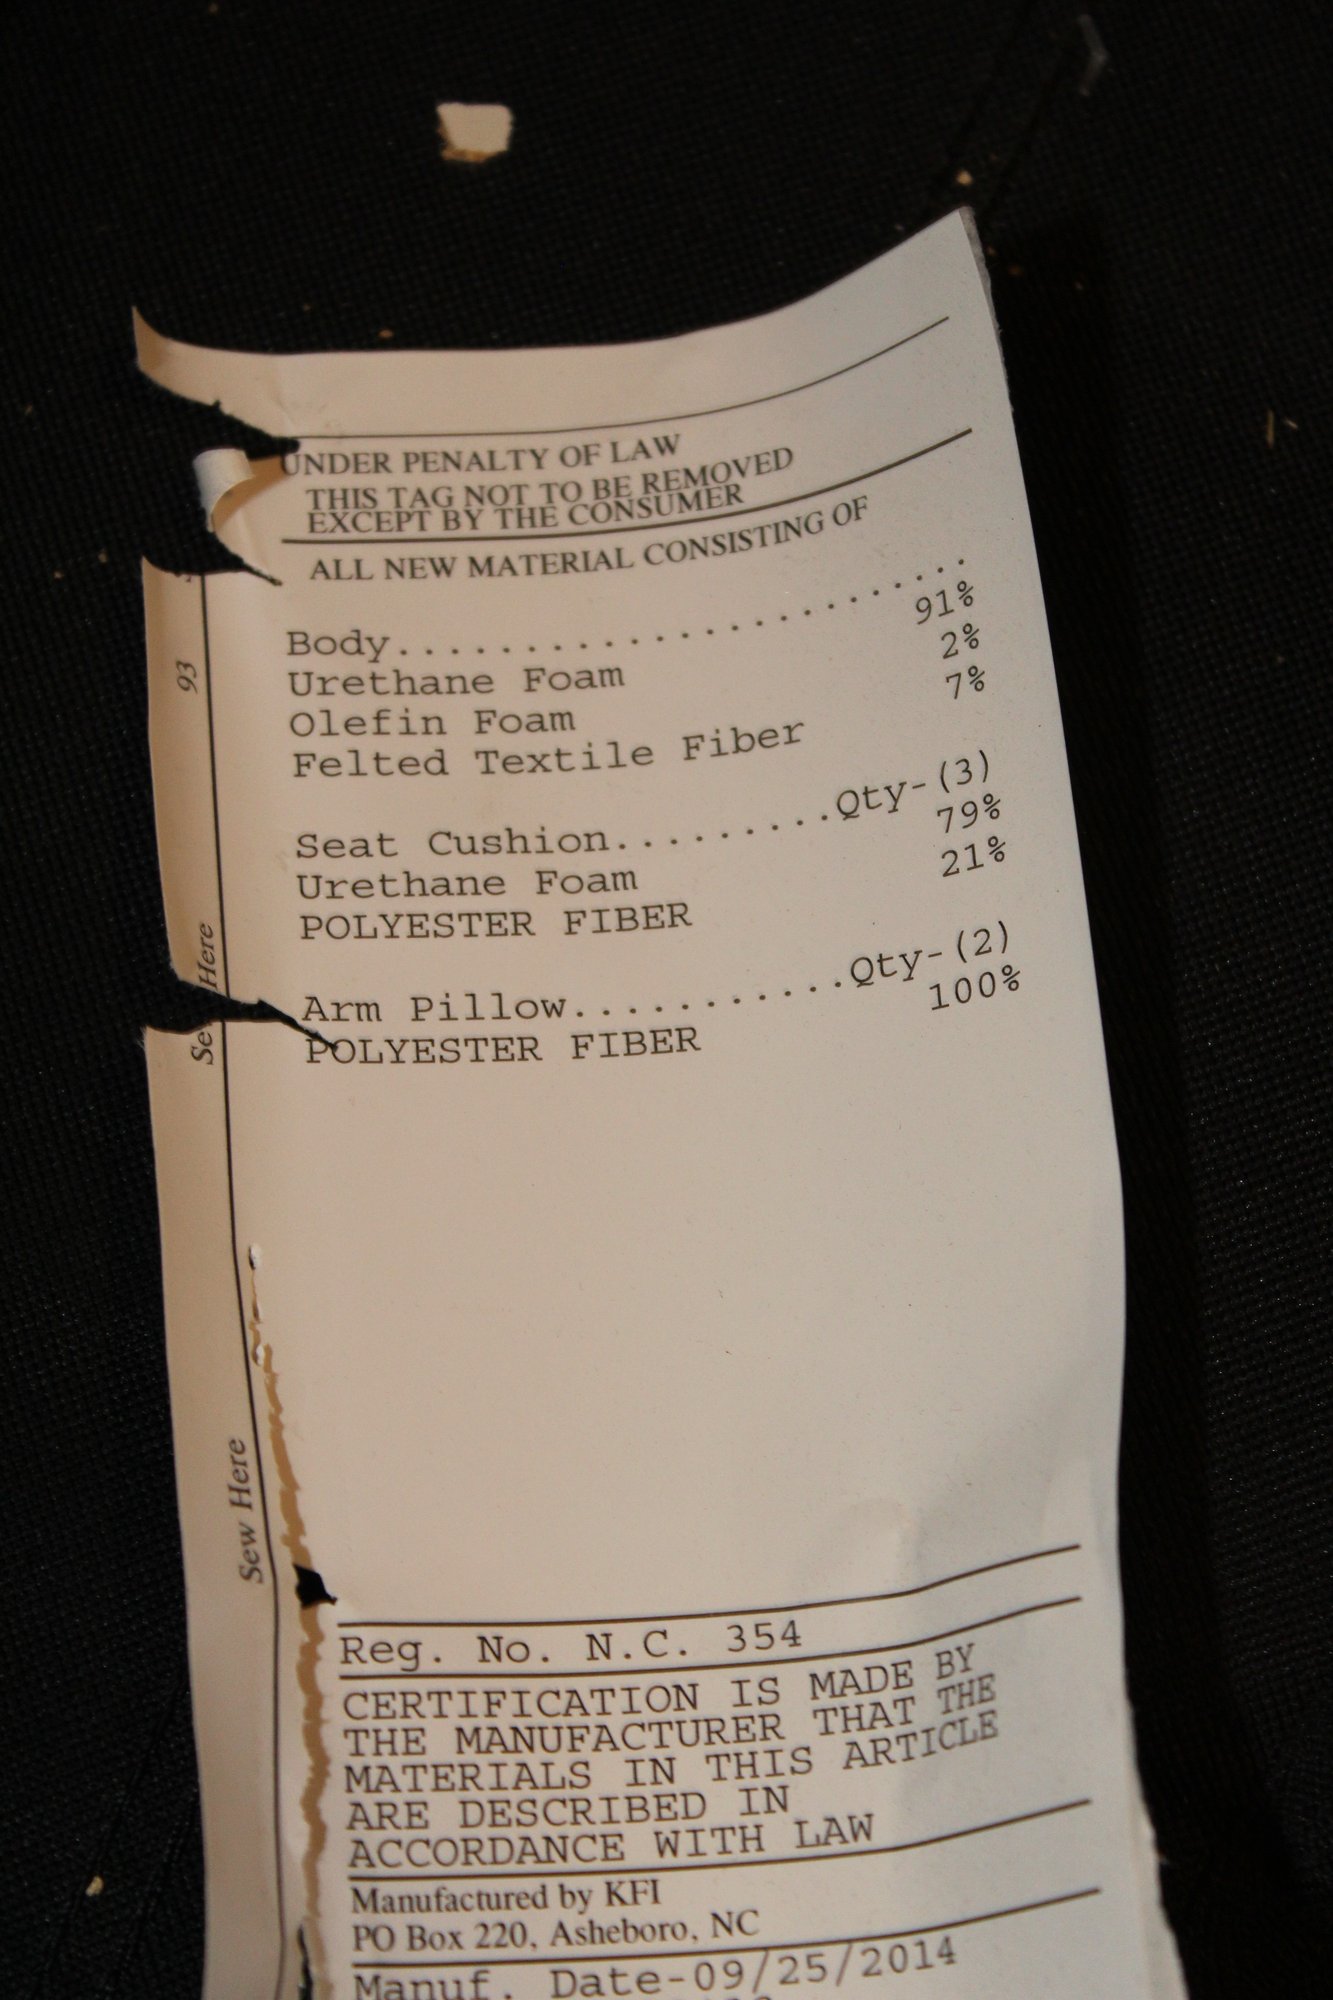 UNDER PENALTY OF LAW
THIS TAG NOT TO BE REMOVED
EXCEPT BY THE CONSUMER
ALL NEW MATERIAL CONSISTING OF
Body..........................
Urethane Foam 91%
Olefin Foam 2%
Felted Textile Fiber 7%
Seat Cushion.........Qty-(3)
Urethane Foam 79%
POLYESTER FIBER 21%
Arm Pillow...........Qty-(2)
POLYESTER FIBER 100%
Reg. No. N.C. 354
CERTIFICATION IS MADE BY
THE MANUFACTURER THAT THE
MATERIALS IN THIS ARTICLE
ARE DESCRIBED IN
ACCORDANCE WITH LAW
Manufactured by KFI
PO Box 220, Asheboro, NC
Manuf. Date-09/25/2014
93
Sew Here
Sew Here